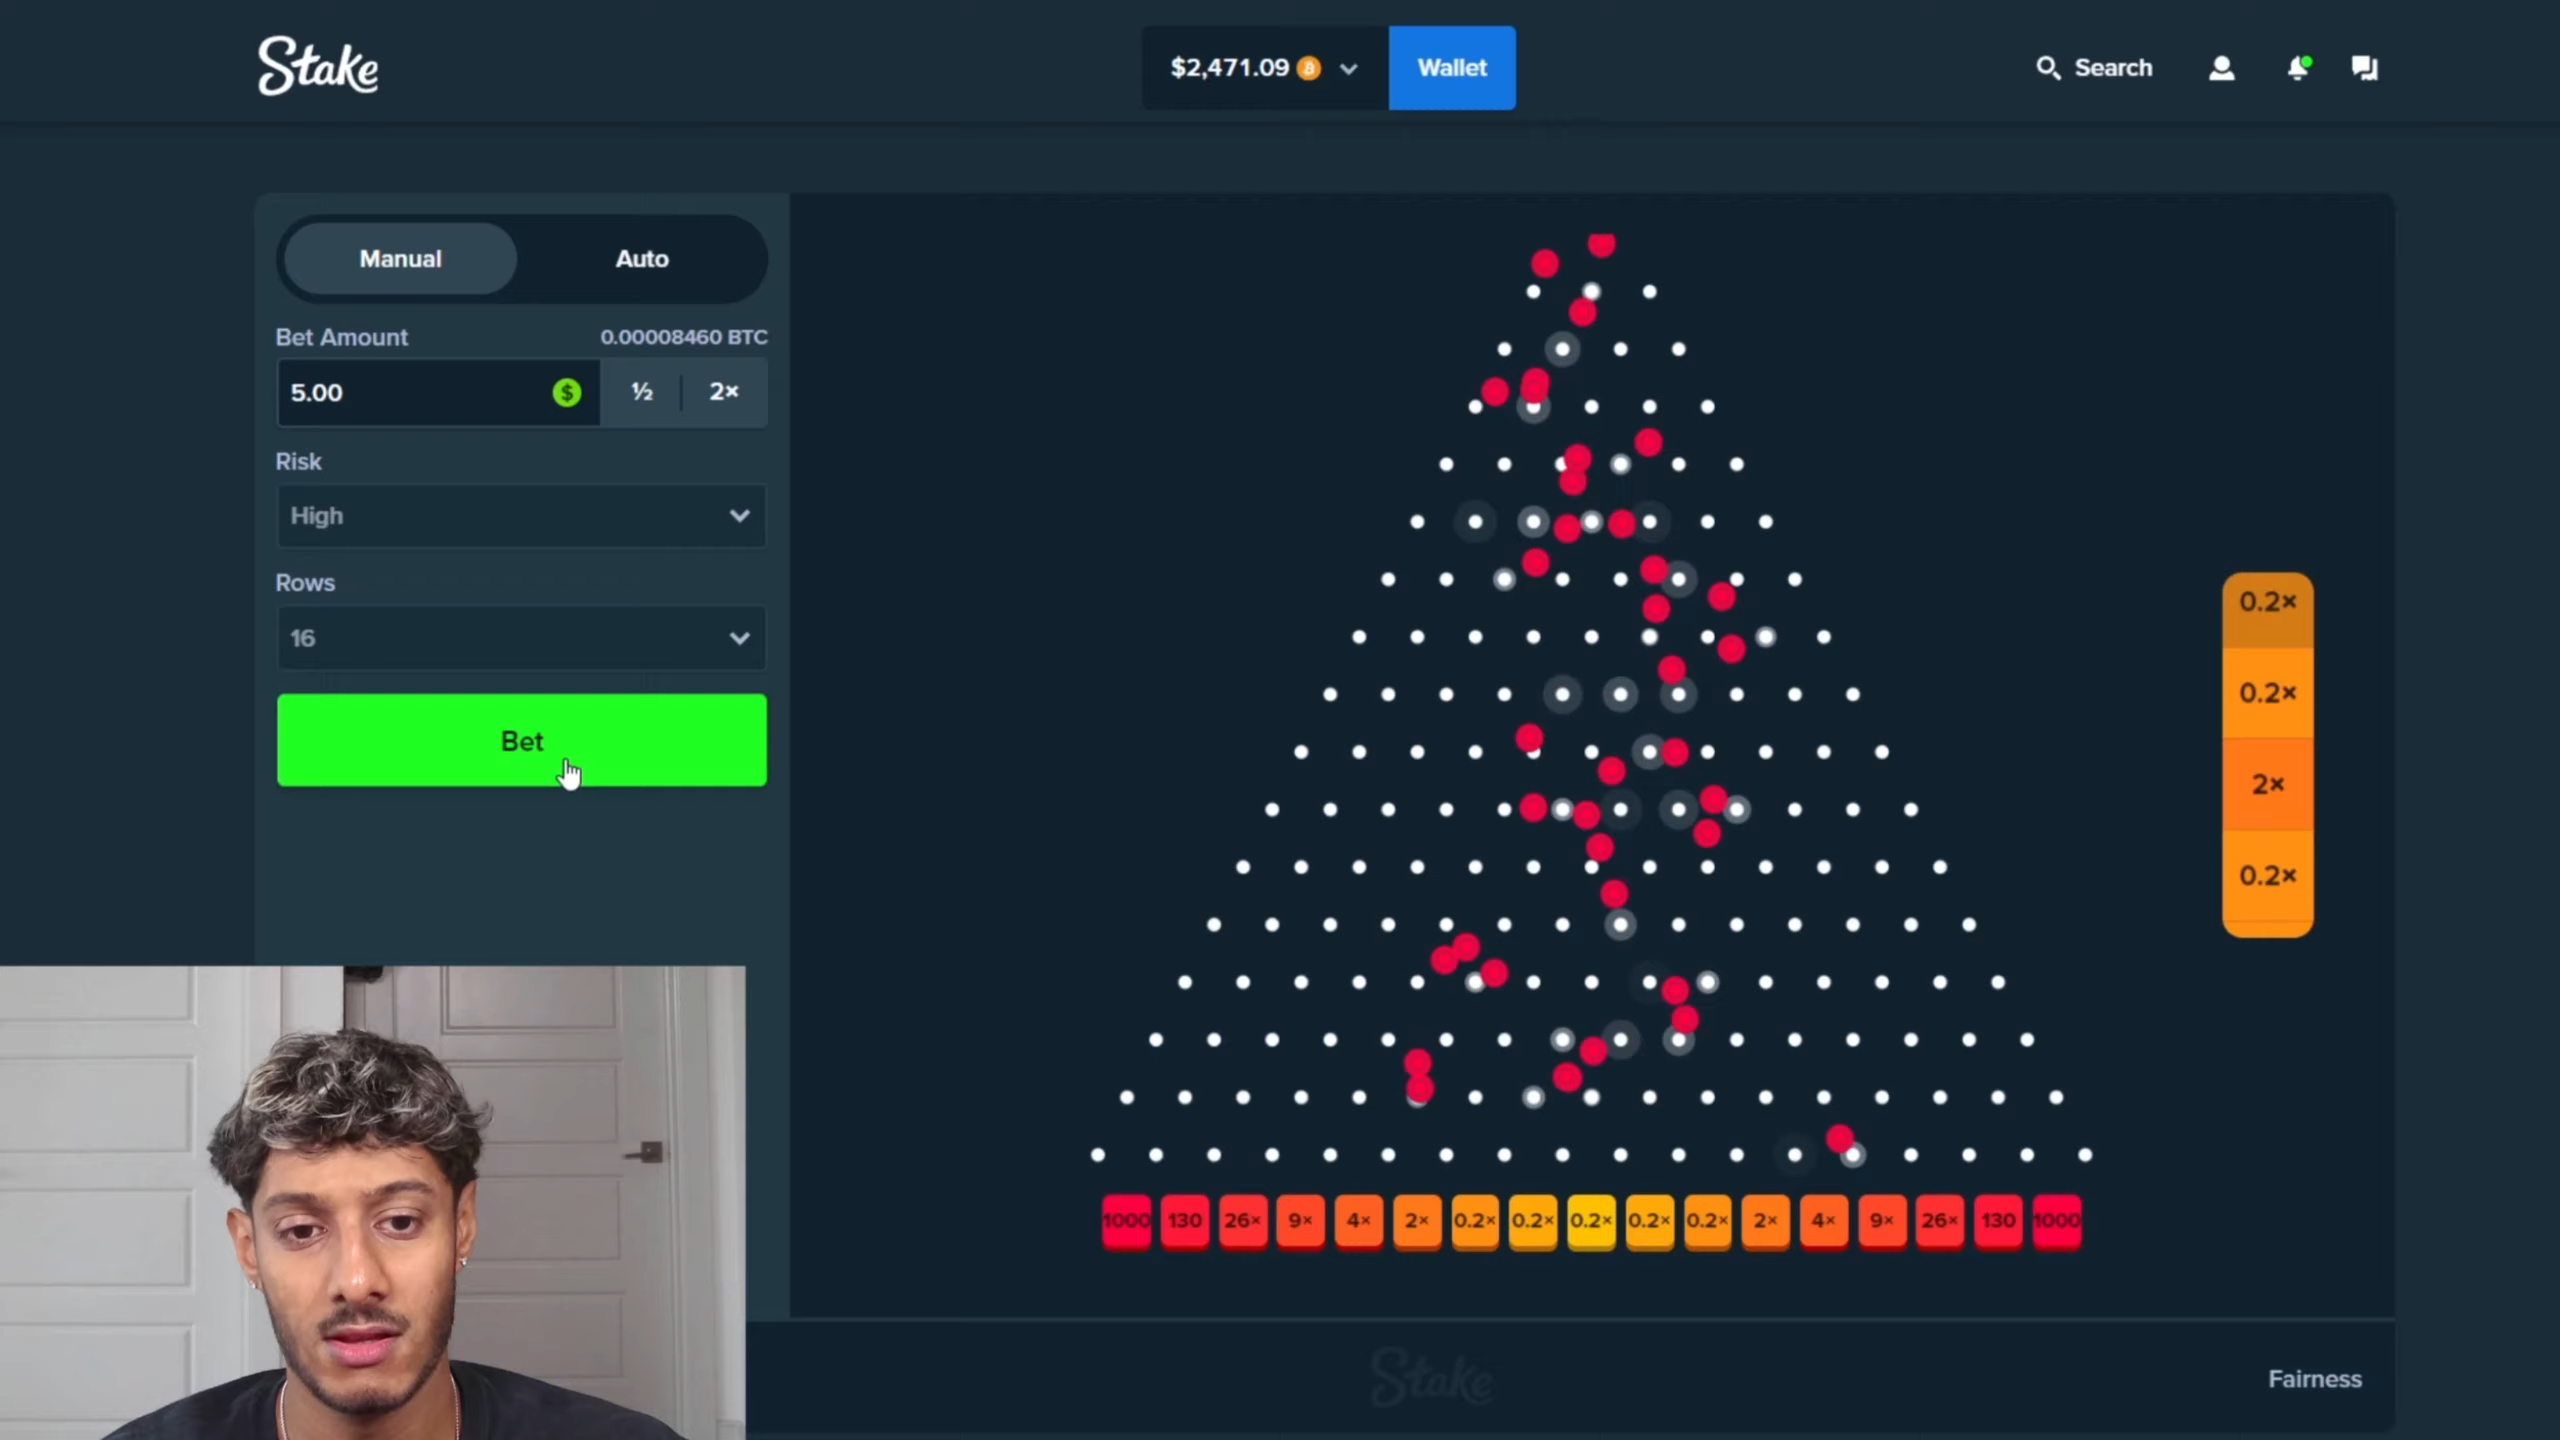 Stake
$2,471.09
Wallet
Search
Manual
Auto
Bet Amount
0.00008460 BTC
5.00
$
½
2×
Risk
High
Rows
16
Bet
0.2×
0.2×
2×
0.2×
1000 130 26× 9× 4× 2× 0.2× 0.2× 0.2× 0.2× 0.2× 2× 4× 9× 26× 130 1000
Stake
Fairness